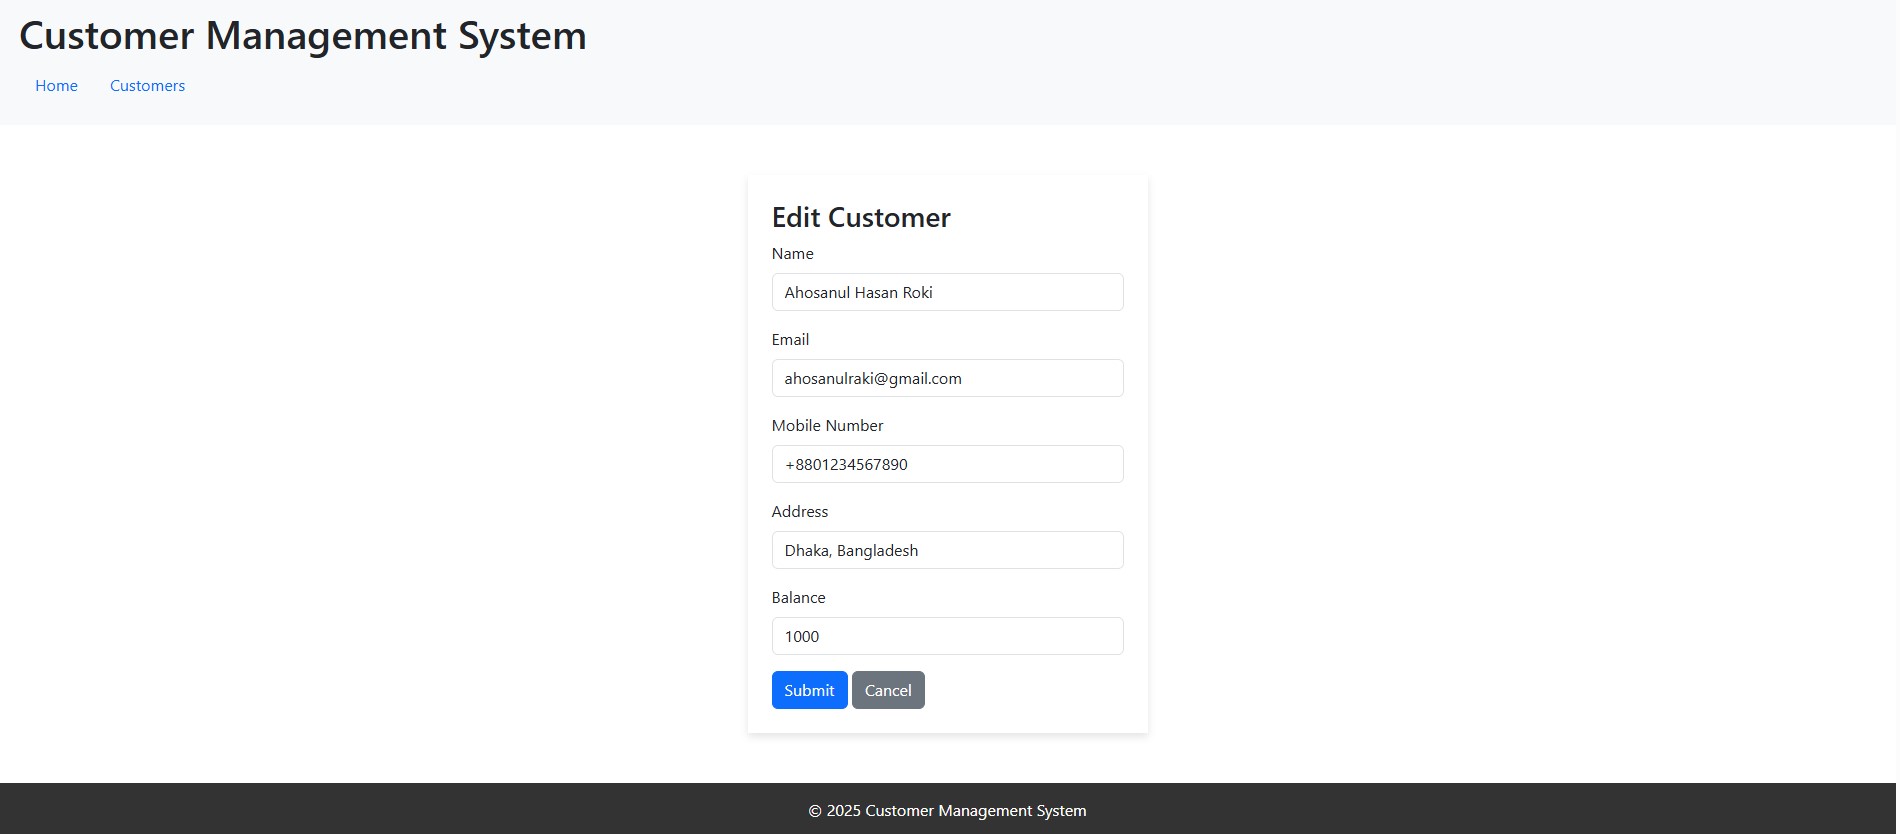 Customer Management System
Home Customers
Edit Customer
Name
Ahosanul Hasan Roki
Email
ahosanulraki@gmail.com
Mobile Number
+8801234567890
Address
Dhaka, Bangladesh
Balance
1000
Submit Cancel
© 2025 Customer Management System